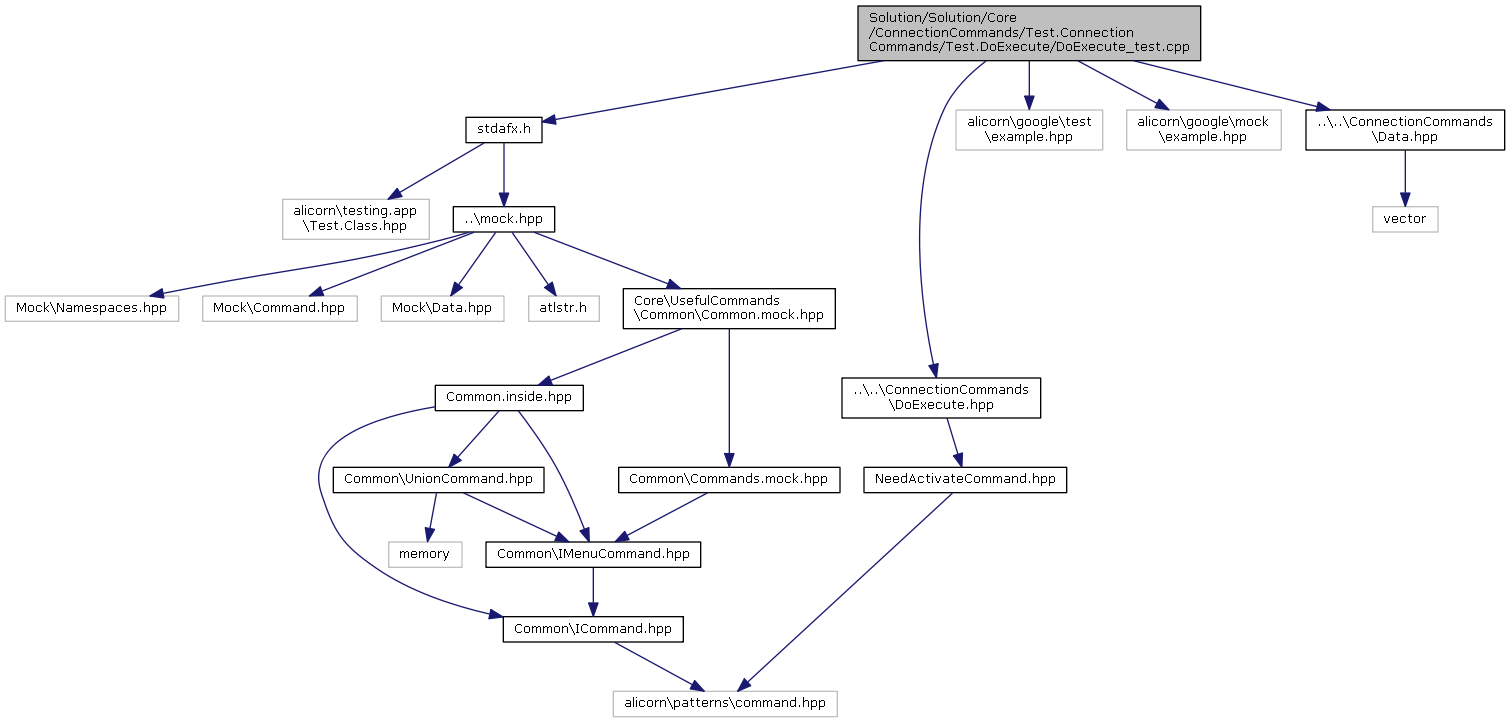 Solution/Solution/Core
/ConnectionCommands/Test.Connection
Commands/Test.DoExecute/DoExecute_test.cpp
stdafx.h
alicorn\google\test
\example.hpp
alicorn\google\mock
\example.hpp
..\..\ConnectionCommands
\Data.hpp
alicorn\testing.app
\Test.Class.hpp
..\mock.hpp
vector
Mock\Namespaces.hpp
Mock\Command.hpp
Mock\Data.hpp
atlstr.h
Core\UsefulCommands
\Common\Common.mock.hpp
Common.inside.hpp
..\..\ConnectionCommands
\DoExecute.hpp
Common\UnionCommand.hpp
Common\Commands.mock.hpp
NeedActivateCommand.hpp
memory
Common\IMenuCommand.hpp
Common\ICommand.hpp
alicorn\patterns\command.hpp